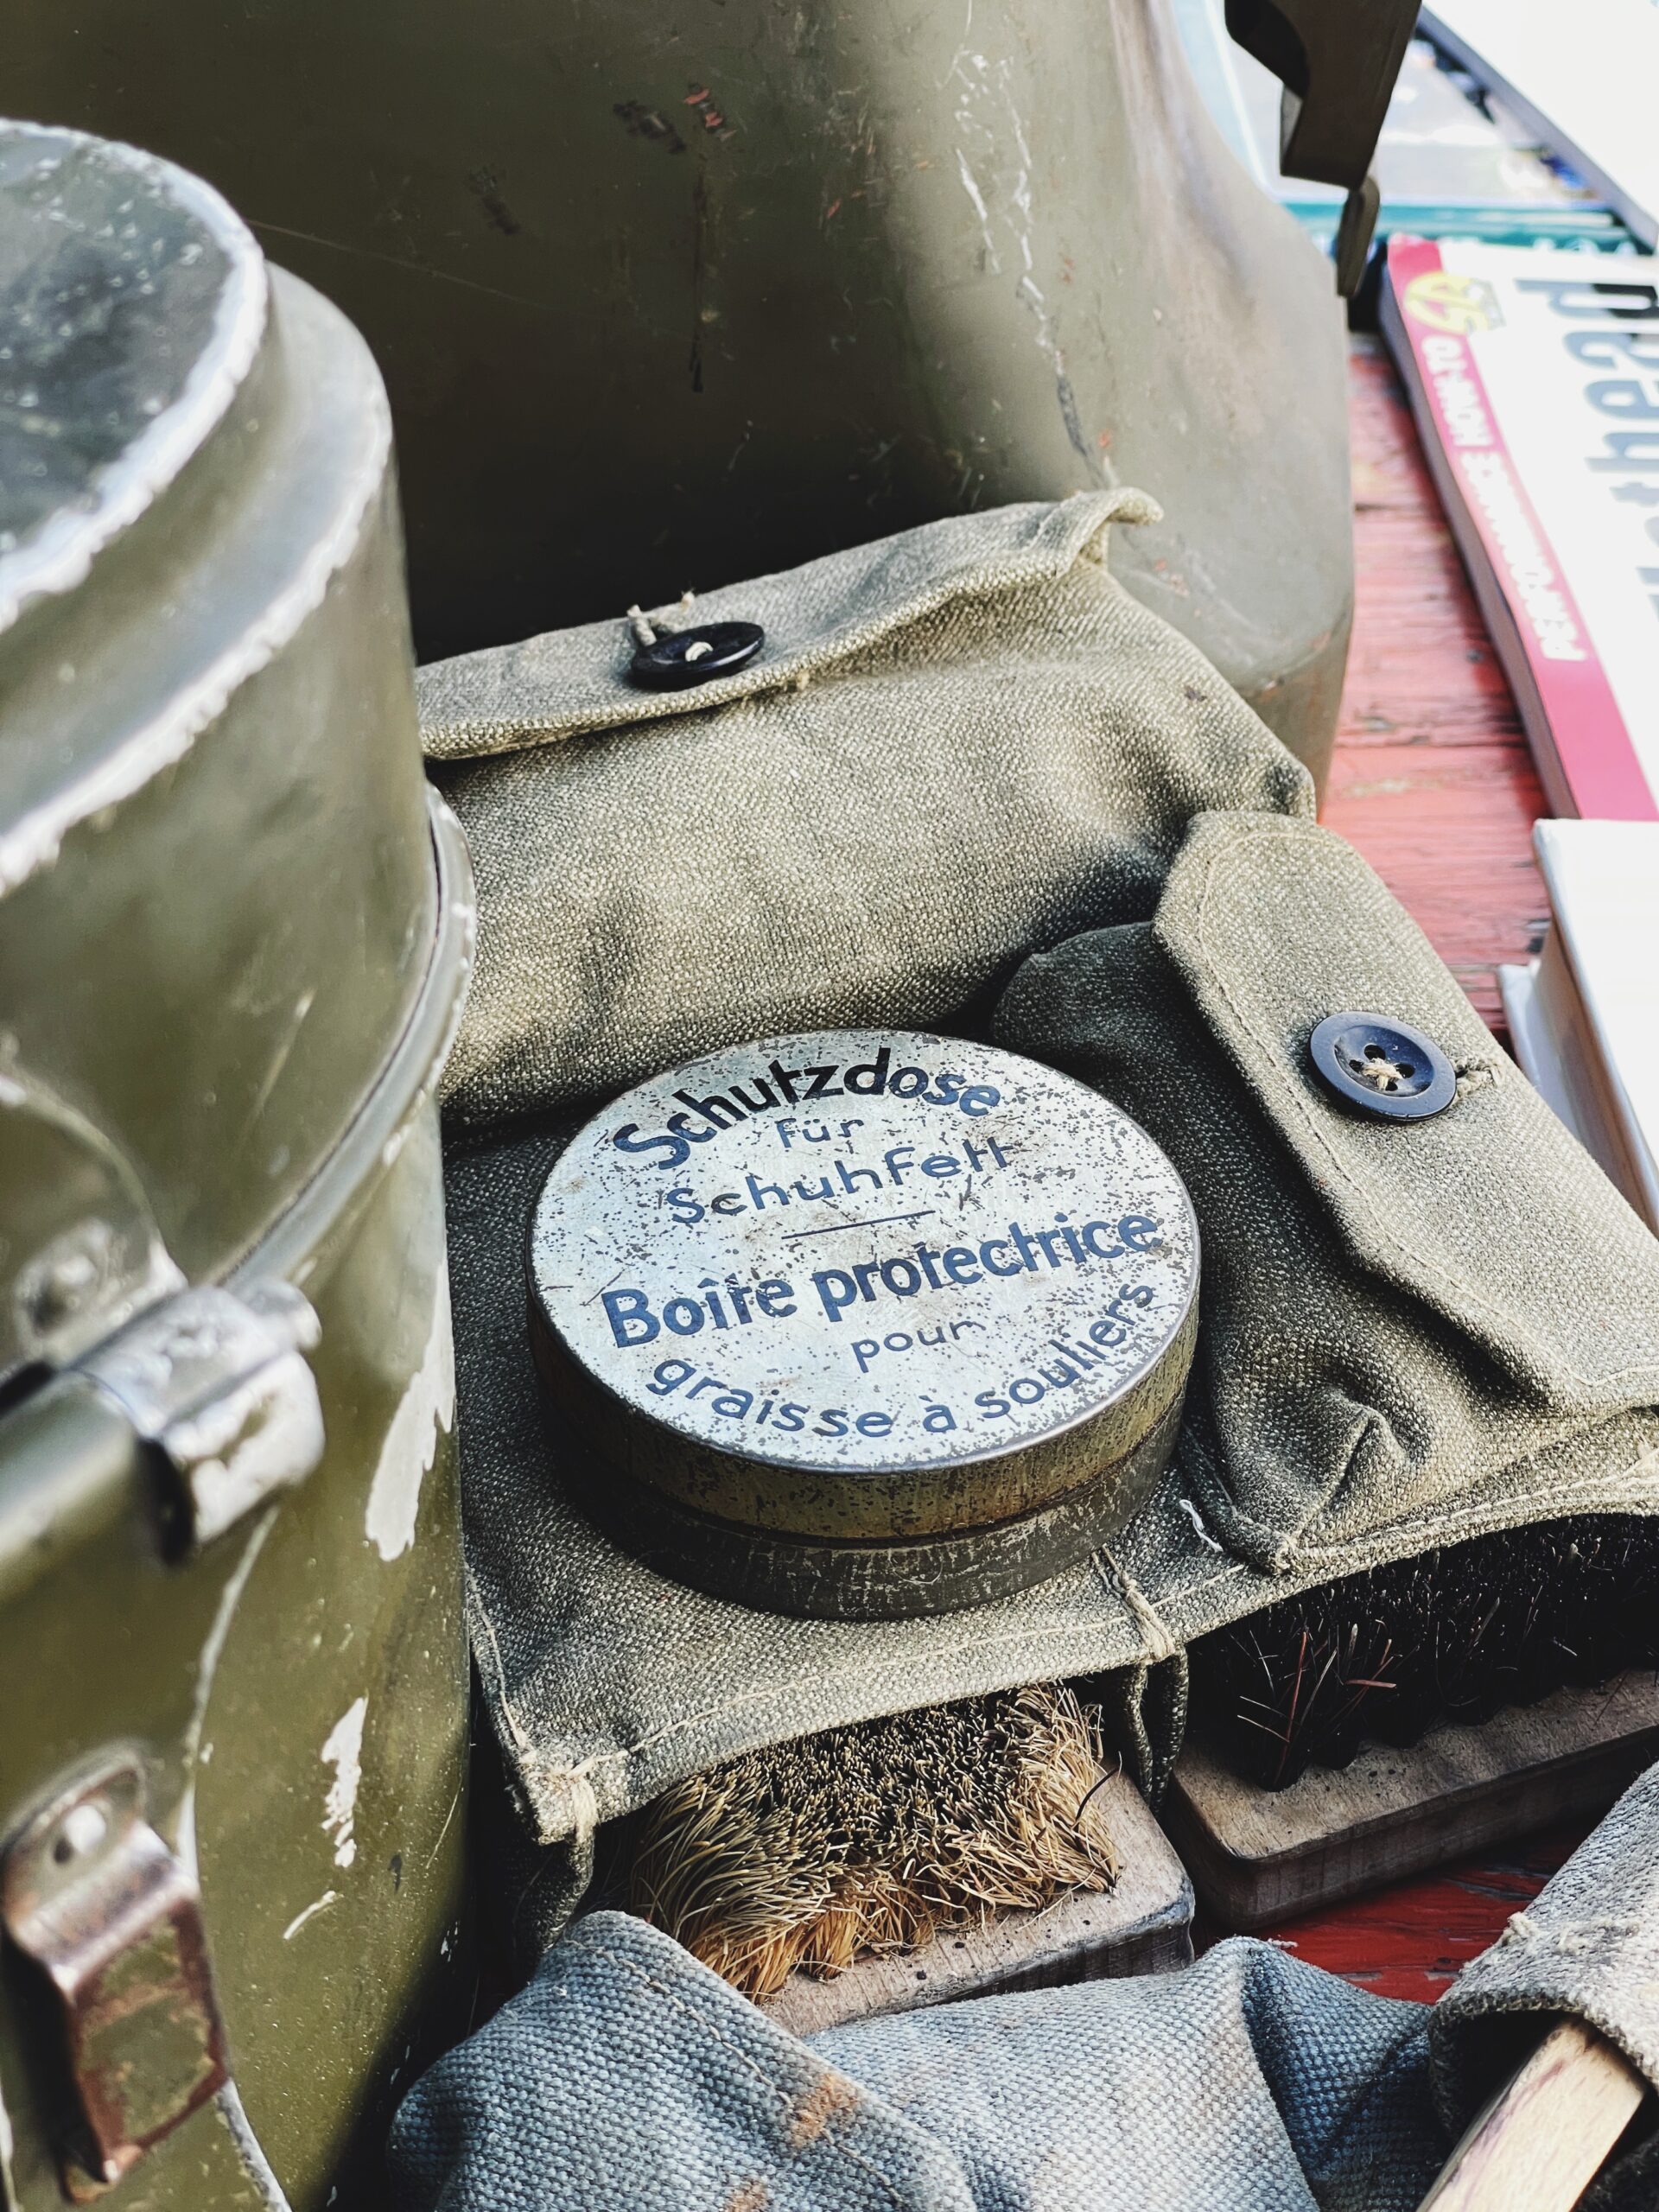 Schutzdose
für
Schuhfett
Boîte protectrice
pour
graisse à souliers